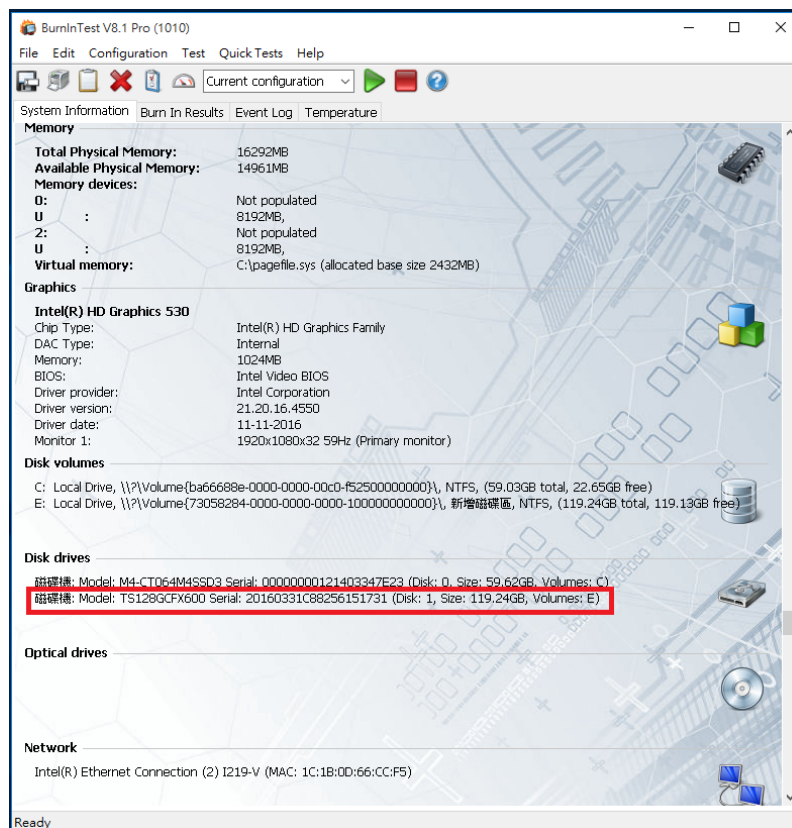 BurnInTest V8.1 Pro (1010)
File Edit Configuration Test Quick Tests Help
Current configuration
System Information Burn In Results Event Log Temperature
Memory
Total Physical Memory: 16292MB
Available Physical Memory: 14961MB
Memory devices:
0: Not populated
U : 8192MB,
2: Not populated
U : 8192MB,
Virtual memory: C:\pagefile.sys (allocated base size 2432MB)
Graphics
Intel(R) HD Graphics 530
Chip Type: Intel(R) HD Graphics Family
DAC Type: Internal
Memory: 1024MB
BIOS: Intel Video BIOS
Driver provider: Intel Corporation
Driver version: 21.20.16.4550
Driver date: 11-11-2016
Monitor 1: 1920x1080x32 59Hz (Primary monitor)
Disk volumes
C: Local Drive, \\?\Volume{ba66688e-0000-0000-00c0-f52500000000}\, NTFS, (59.03GB total, 22.65GB free)
E: Local Drive, \\?\Volume{73058284-0000-0000-0000-100000000000}\, 新增磁碟區, NTFS, (119.24GB total, 119.13GB free)
Disk drives
磁碟機: Model: M4-CT064M4SSD3 Serial: 00000000121403347E23 (Disk: 0, Size: 59.62GB, Volumes: C)
磁碟機: Model: TS128GCFX600 Serial: 20160331C88256151731 (Disk: 1, Size: 119.24GB, Volumes: E)
Optical drives
Network
Intel(R) Ethernet Connection (2) I219-V (MAC: 1C:1B:0D:66:CC:F5)
Ready